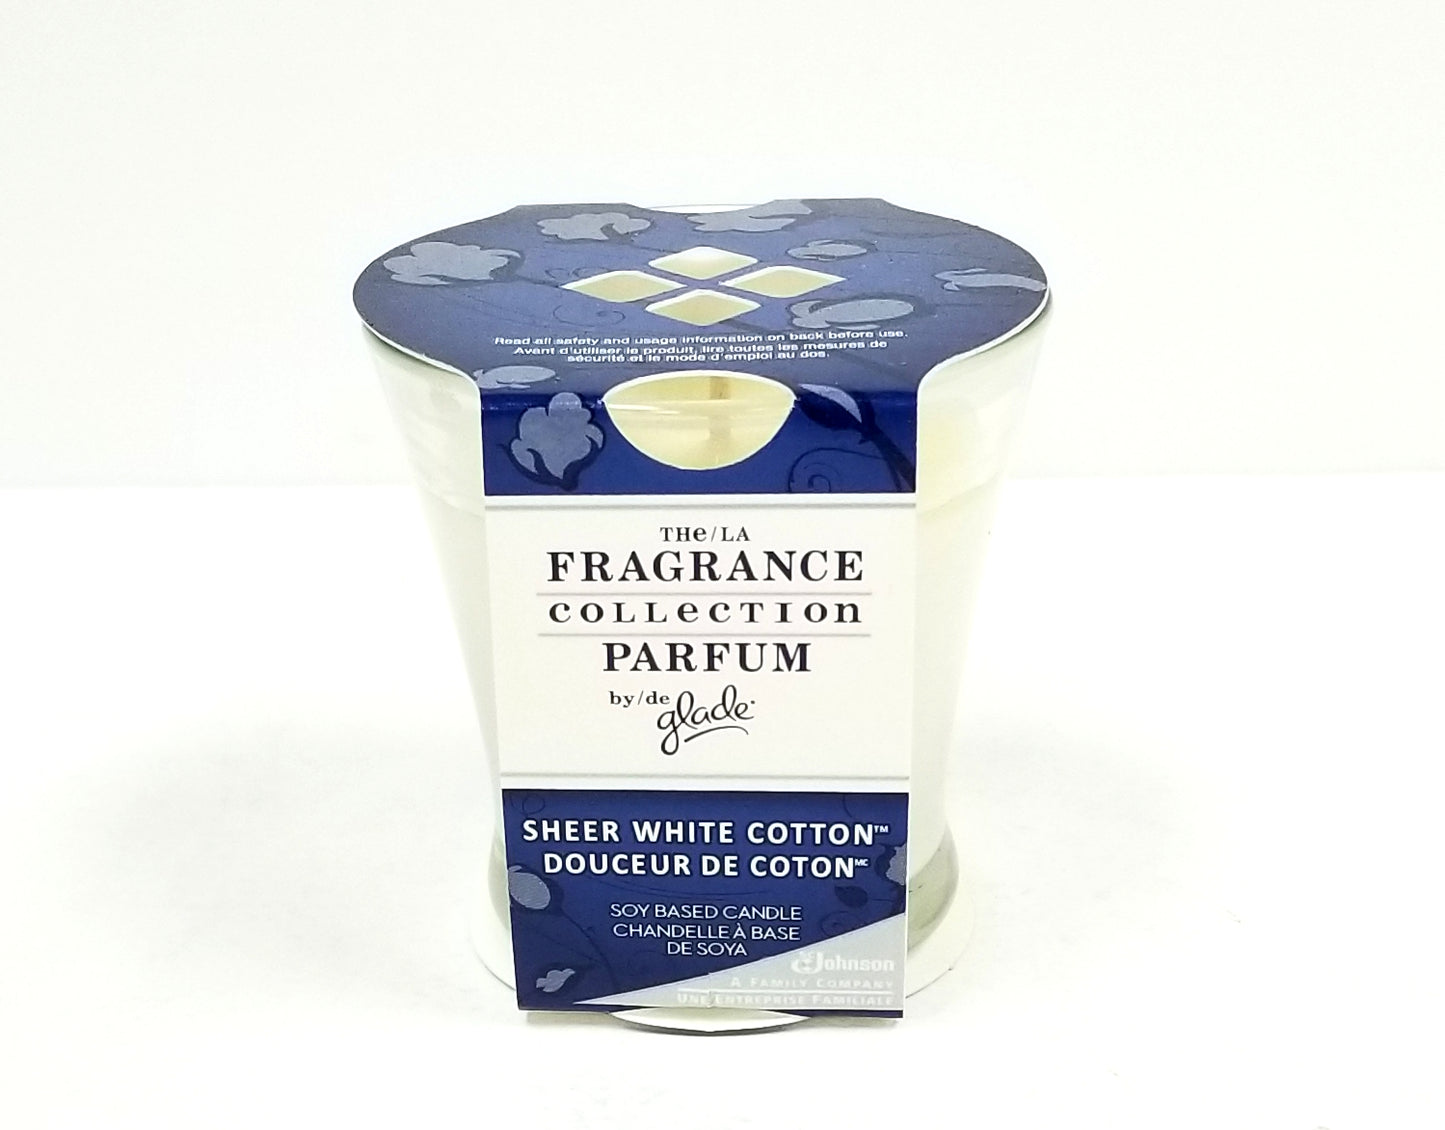 Read all safety and usage information on back before use.
Avant d'utiliser le produit, lire toutes les mesures de
sécurité et le mode d'emploi au dos.
THe/LA
FRAGRANCE
coLLecTIon
PARFUM
by/de glade
SHEER WHITE COTTON™
DOUCEUR DE COTON MC
SOY BASED CANDLE
CHANDELLE À BASE
DE SOYA
SC Johnson
A FAMILY COMPANY
UNE ENTREPRISE FAMILIALE